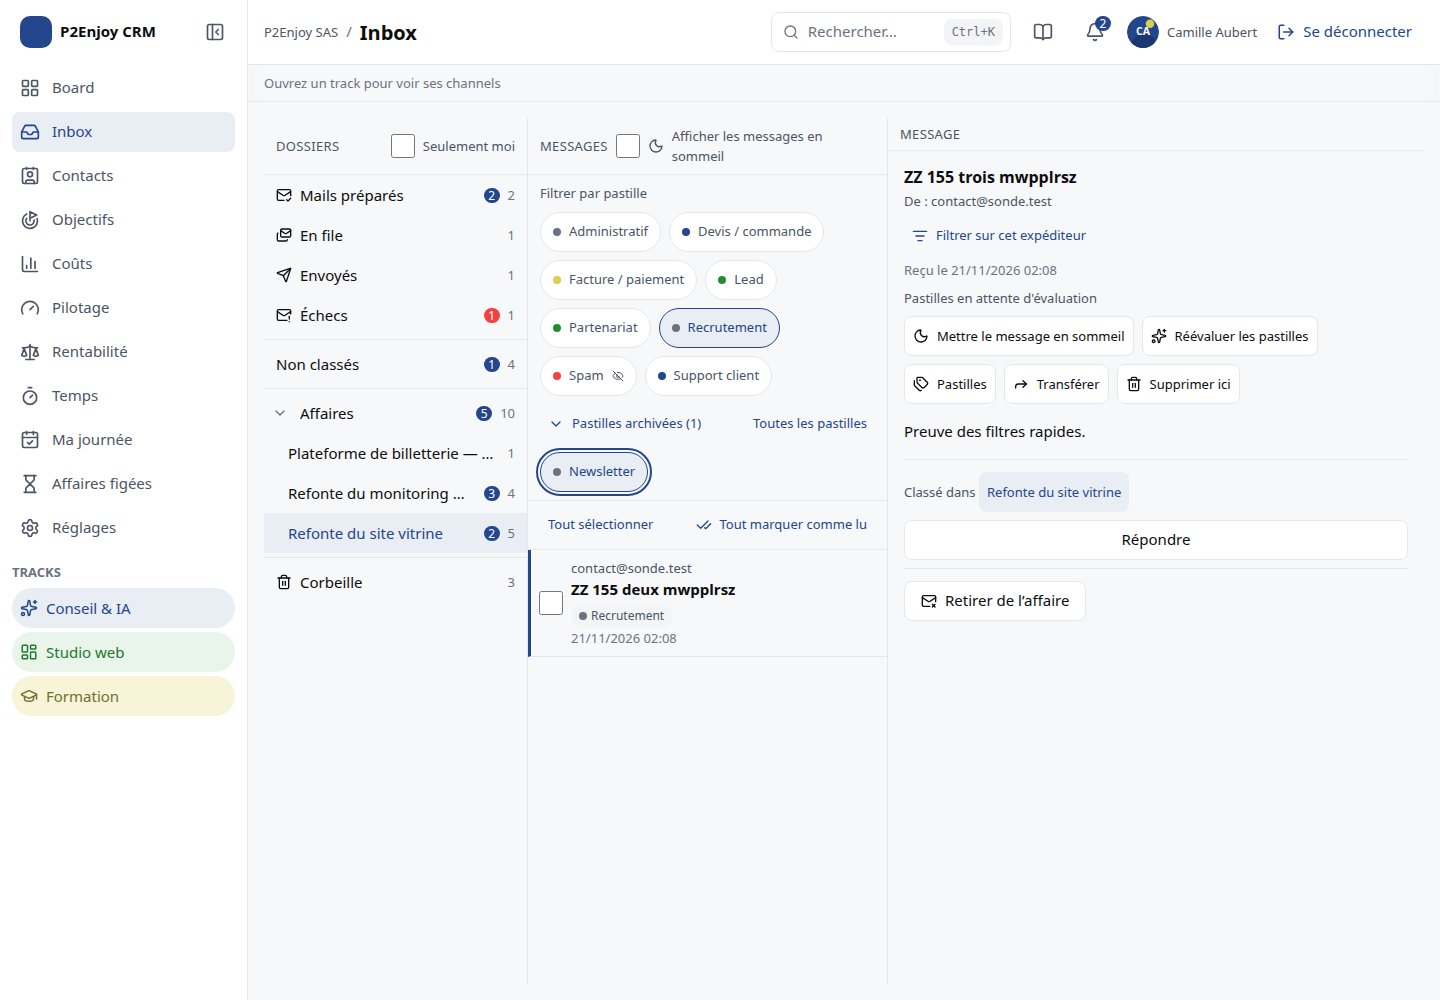 P2Enjoy CRM
Board
Inbox
Contacts
Objectifs
Coûts
Pilotage
Rentabilité
Temps
Ma journée
Affaires figées
Réglages
TRACKS
Conseil & IA
Studio web
Formation
P2Enjoy SAS / Inbox
Rechercher... Ctrl+K
2
CA Camille Aubert
Se déconnecter
Ouvrez un track pour voir ses channels
DOSSIERS Seulement moi
Mails préparés 2 2
En file 1
Envoyés 1
Échecs 1 1
Non classés 1 4
Affaires 5 10
Plateforme de billetterie — ... 1
Refonte du monitoring ... 3 4
Refonte du site vitrine 2 5
Corbeille 3
MESSAGES Afficher les messages en
sommeil
Filtrer par pastille
Administratif Devis / commande
Facture / paiement Lead
Partenariat Recrutement
Spam Support client
Pastilles archivées (1) Toutes les pastilles
Newsletter
Tout sélectionner Tout marquer comme lu
contact@sonde.test
ZZ 155 deux mwpplrsz
Recrutement
21/11/2026 02:08
MESSAGE
ZZ 155 trois mwpplrsz
De : contact@sonde.test
Filtrer sur cet expéditeur
Reçu le 21/11/2026 02:08
Pastilles en attente d'évaluation
Mettre le message en sommeil Réévaluer les pastilles
Pastilles Transférer Supprimer ici
Preuve des filtres rapides.
Classé dans Refonte du site vitrine
Répondre
Retirer de l’affaire